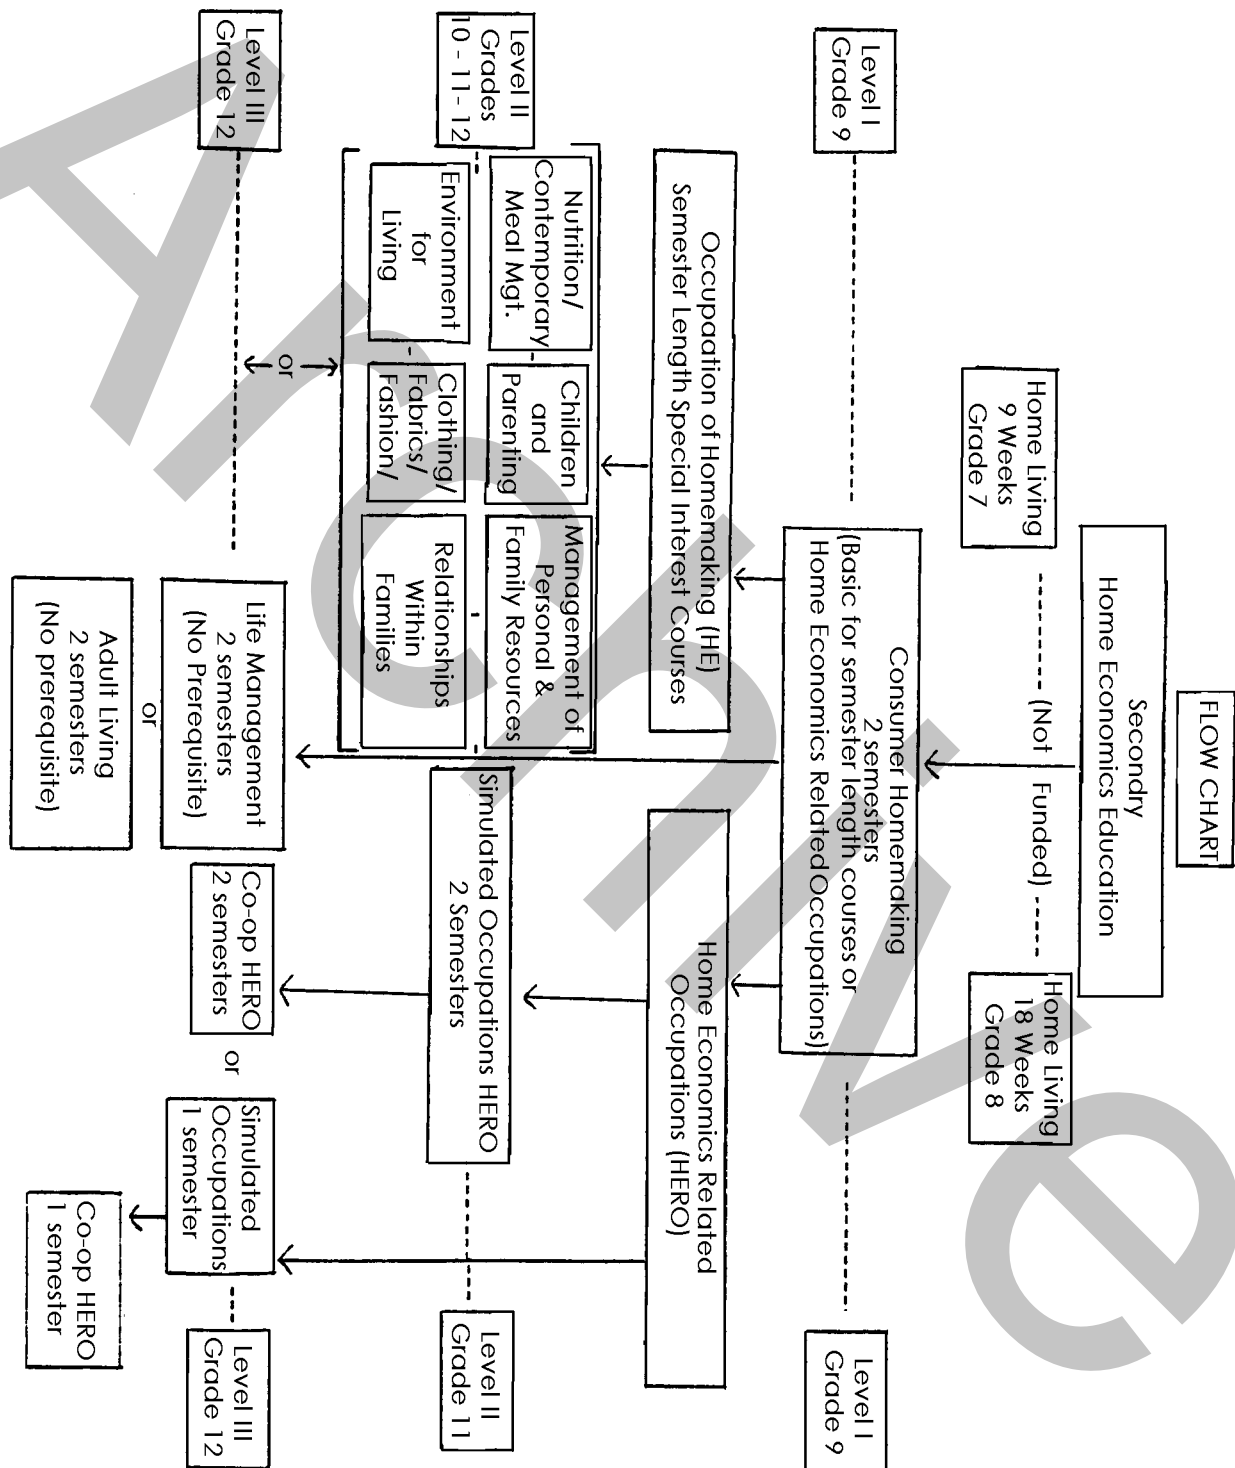 FLOW CHART
Secondry
Home Economics Education
Home Living
9 Weeks
Grade 7
(Not Funded)
Home Living
18 Weeks
Grade 8
Level I
Grade 9
Consumer Homemaking
2 semesters
(Basic for semester length courses or
Home Economics Related Occupations)
Level I
Grade 9
Occupaation of Homemaking (HE)
Semester Length Special Interest Courses
Home Economics Related
Occupations (HERO)
Level II
Grades
10 - 11 - 12
Nutrition/
Contemporary
Meal Mgt.
Children
and
Parenting
Management of
Personal &
Family Resources
Environment
for
Living
Clothing/
Fabrics/
Fashion/
Relationships
Within
Families
Simulated Occupations HERO
2 Semesters
Level II
Grade 11
or
Level III
Grade 12
Life Management
2 semesters
(No Prerequisite)
or
Adult Living
2 semesters
(No prerequisite)
Co-op HERO
2 semesters
or
Simulated
Occupations
1 semester
Level III
Grade 12
Co-op HERO
1 semester
Archive